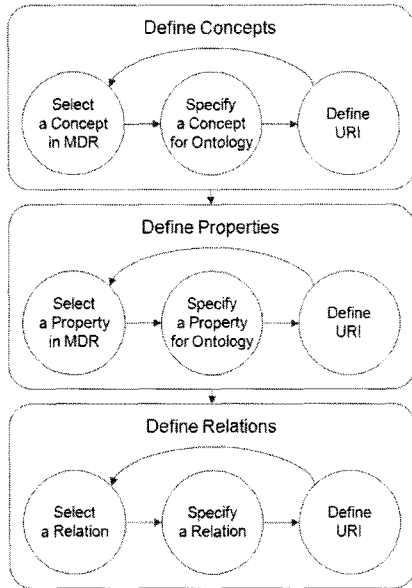 Define Concepts
Select
a Concept
in MDR
Specify
a Concept
for Ontology
Define
URI
Define Properties
Select
a Property
in MDR
Specify
a Property
for Ontology
Define
URI
Define Relations
Select
a Relation
Specify
a Relation
Define
URI